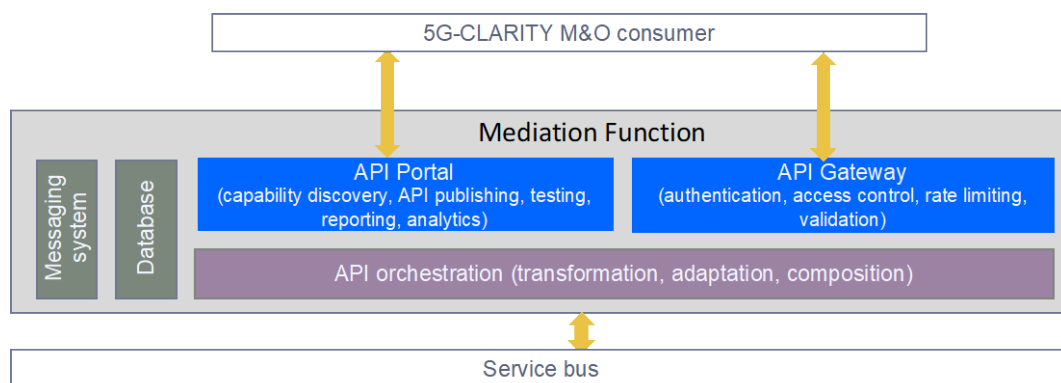 5G-CLARITY M&O consumer
Mediation Function
Messaging
system
Database
API Portal
(capability discovery, API publishing, testing,
reporting, analytics)
API Gateway
(authentication, access control, rate limiting,
validation)
API orchestration (transformation, adaptation, composition)
Service bus